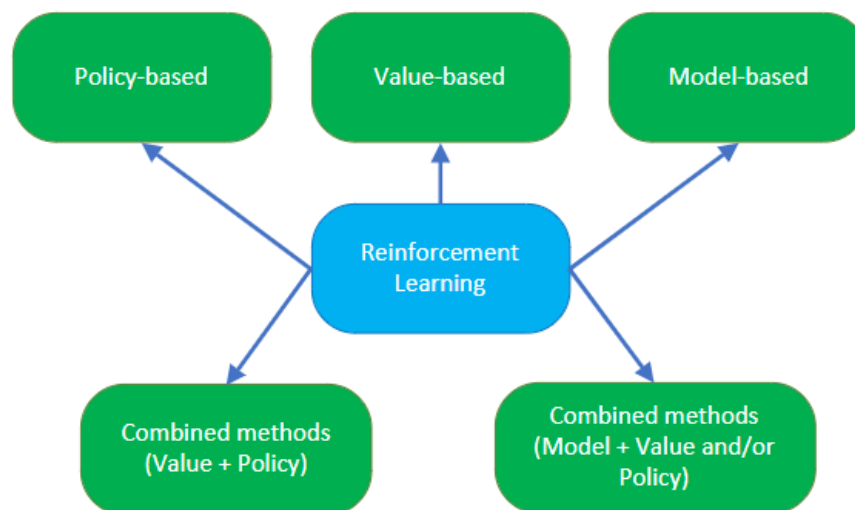 Policy-based
Value-based
Model-based
Reinforcement
Learning
Combined methods
(Value + Policy)
Combined methods
(Model + Value and/or
Policy)